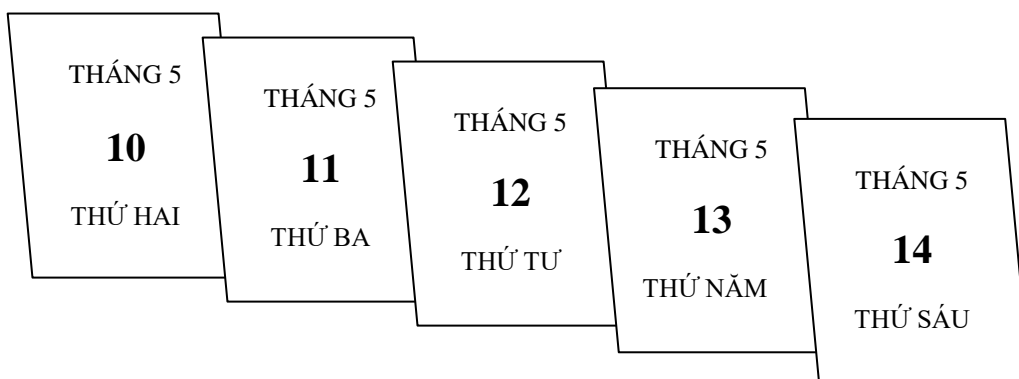 THÁNG 5
10
THỨ HAI
THÁNG 5
11
THỨ BA
THÁNG 5
12
THỨ TƯ
THÁNG 5
13
THỨ NĂM
THÁNG 5
14
THỨ SÁU